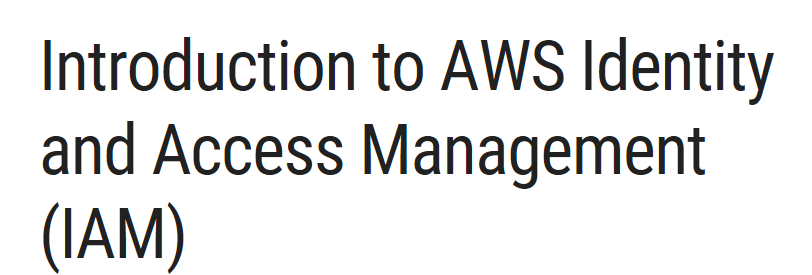 Introduction to AWS Identity
and Access Management
(IAM)